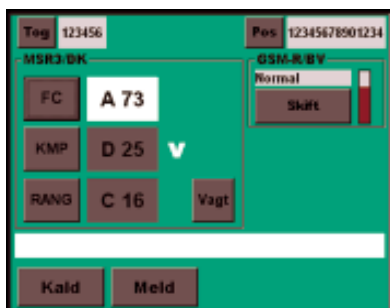 Tog 123456 Pos 12345678901234
MSR3/DK GSM-R/BV
Normal
FC A 73 Skift
KMP D 25 V
RANG C 16 Vagt
Kald Meld